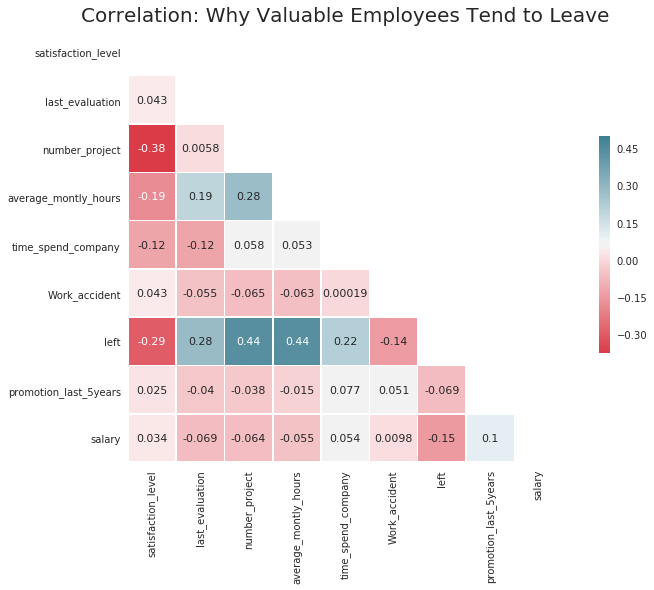 Correlation: Why Valuable Employees Tend to Leave
satisfaction_level
last_evaluation 0.043
number_project -0.38 0.0058
average_montly_hours -0.19 0.19 0.28
time_spend_company -0.12 -0.12 0.058 0.053
Work_accident 0.043 -0.055 -0.065 -0.063 0.00019
left -0.29 0.28 0.44 0.44 0.22 -0.14
promotion_last_5years 0.025 -0.04 -0.038 -0.015 0.077 0.051 -0.069
salary 0.034 -0.069 -0.064 -0.055 0.054 0.0098 -0.15 0.1
satisfaction_level
last_evaluation
number_project
average_montly_hours
time_spend_company
Work_accident
left
promotion_last_5years
salary
0.45
0.30
0.15
0.00
-0.15
-0.30